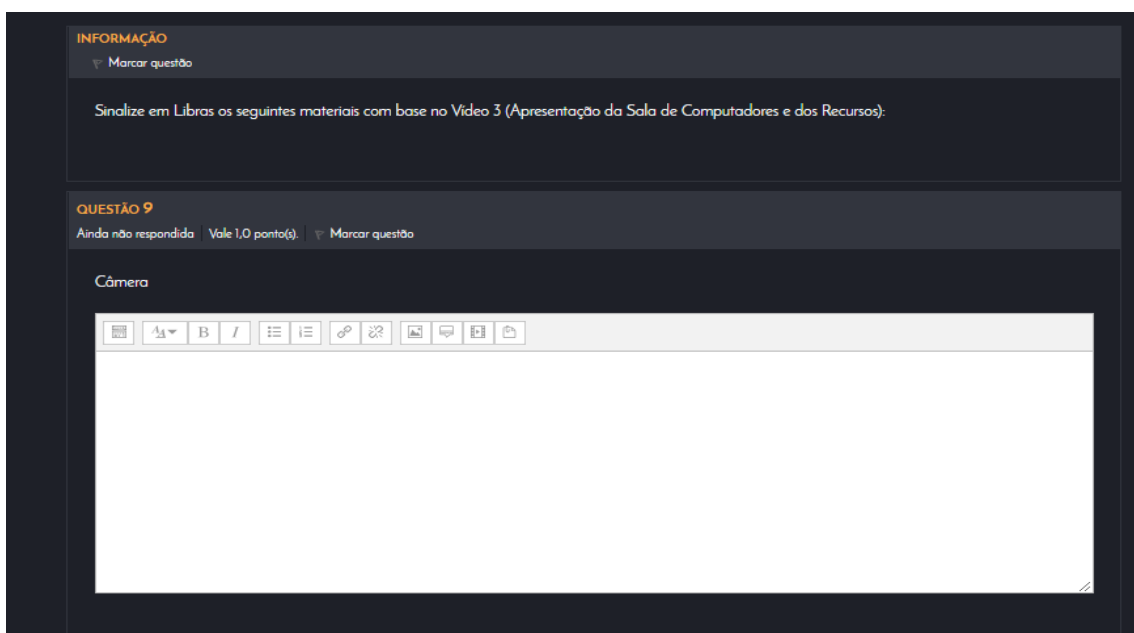 INFORMAÇÃO
Marcar questão
Sinalize em Libras os seguintes materiais com base no Vídeo 3 (Apresentação da Sala de Computadores e dos Recursos):
QUESTÃO 9
Ainda não respondida Vale 1,0 ponto(s). Marcar questão
Câmera
B I